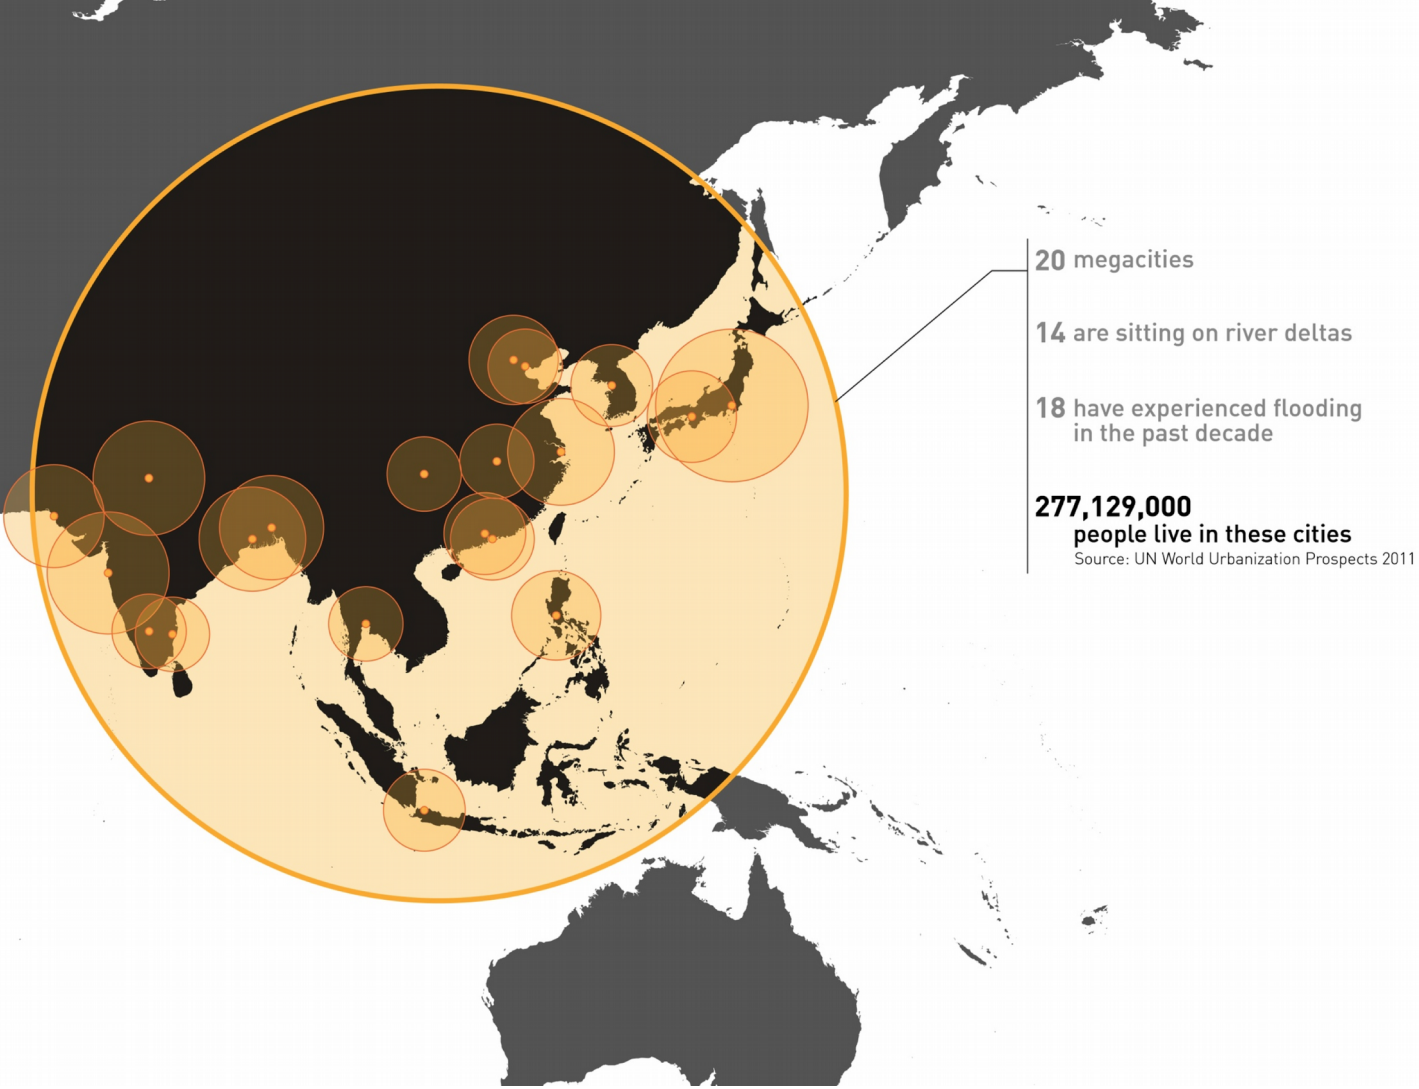 20 megacities
14 are sitting on river deltas
18 have experienced flooding
in the past decade
277,129,000
people live in these cities
Source: UN World Urbanization Prospects 2011